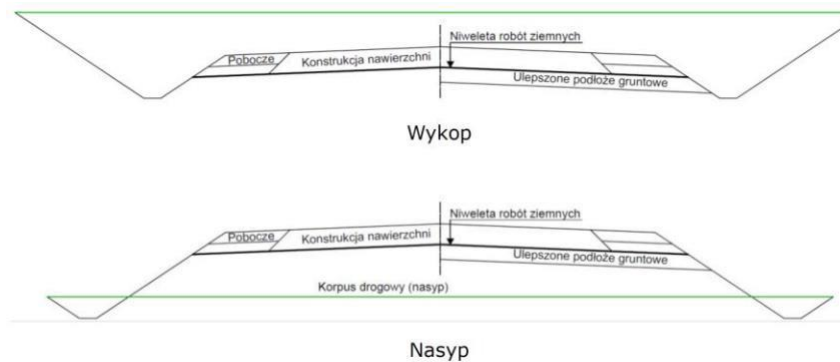 Niweleta robót ziemnych
Pobocze
Konstrukcja nawierzchni
Ulepszone podłoże gruntowe
Wykop
Niweleta robót ziemnych
Pobocze
Konstrukcja nawierzchni
Ulepszone podłoże gruntowe
Korpus drogowy (nasyp)
Nasyp